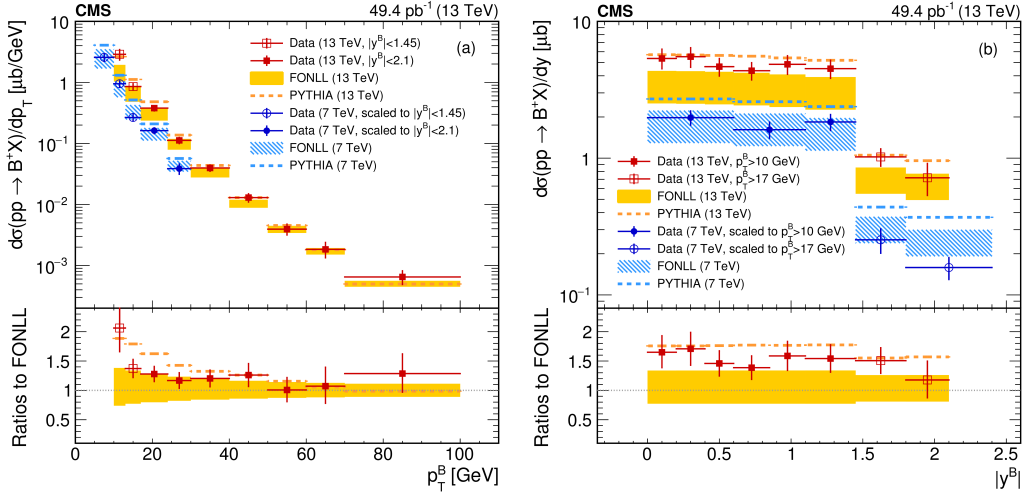 CMS 49.4 pb⁻¹ (13 TeV)
(a)
dσ(pp → B⁺X)/dp_T [μb/GeV]
Data (13 TeV, |y^B|<1.45)
Data (13 TeV, |y^B|<2.1)
FONLL (13 TeV)
PYTHIA (13 TeV)
Data (7 TeV, scaled to |y^B|<1.45)
Data (7 TeV, scaled to |y^B|<2.1)
FONLL (7 TeV)
PYTHIA (7 TeV)
10
1
10⁻¹
10⁻²
10⁻³
Ratios to FONLL
2
1.5
1
0.5
0 20 40 60 80 100
p_T^B [GeV]
CMS 49.4 pb⁻¹ (13 TeV)
(b)
dσ(pp → B⁺X)/dy [μb]
10
1
10⁻¹
Data (13 TeV, p_T^B>10 GeV)
Data (13 TeV, p_T^B>17 GeV)
FONLL (13 TeV)
PYTHIA (13 TeV)
Data (7 TeV, scaled to p_T^B>10 GeV)
Data (7 TeV, scaled to p_T^B>17 GeV)
FONLL (7 TeV)
PYTHIA (7 TeV)
Ratios to FONLL
2
1.5
1
0.5
0 0.5 1 1.5 2 2.5
|y^B|